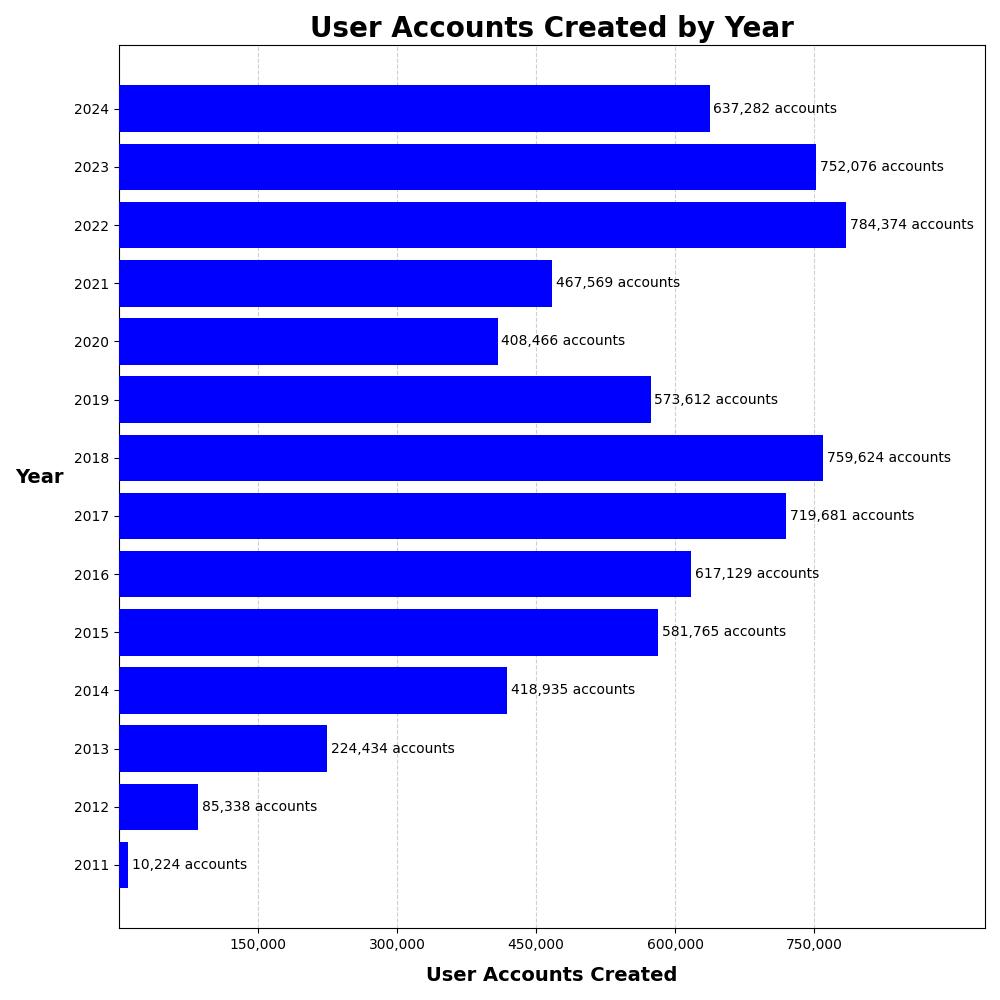 User Accounts Created by Year
2024 637,282 accounts
2023 752,076 accounts
2022 784,374 accounts
2021 467,569 accounts
2020 408,466 accounts
2019 573,612 accounts
2018 759,624 accounts
Year
2017 719,681 accounts
2016 617,129 accounts
2015 581,765 accounts
2014 418,935 accounts
2013 224,434 accounts
2012 85,338 accounts
2011 10,224 accounts
150,000 300,000 450,000 600,000 750,000
User Accounts Created